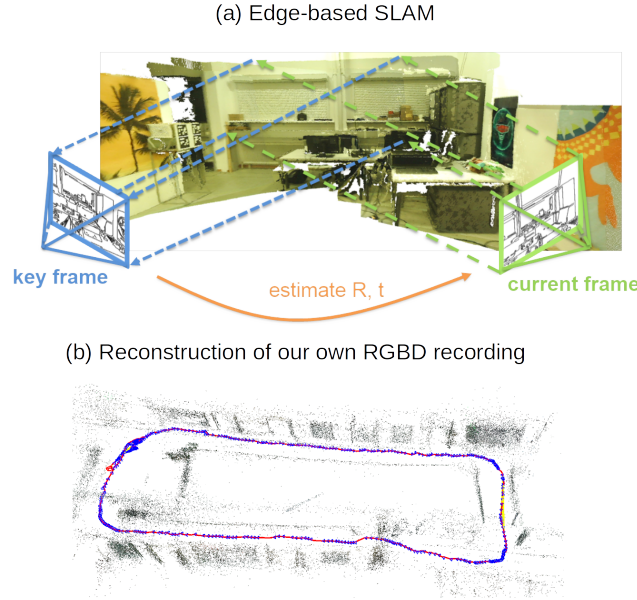 (a) Edge-based SLAM
key frame
estimate R, t
current frame
(b) Reconstruction of our own RGBD recording